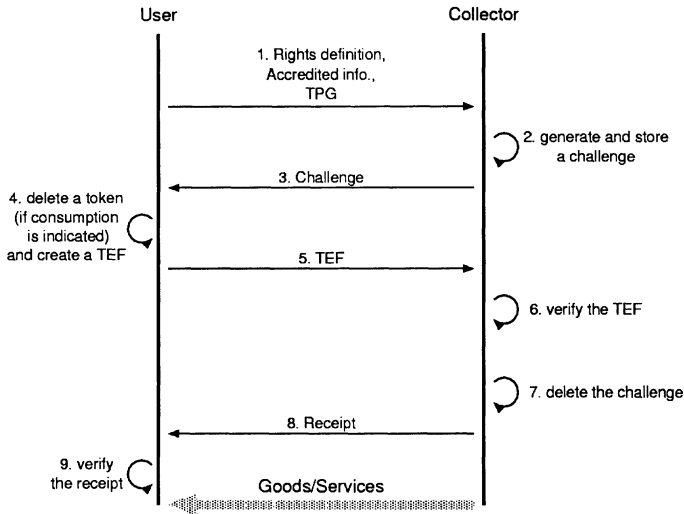 User
Collector
1. Rights definition,
Accredited info.,
TPG
2. generate and store
a challenge
3. Challenge
4. delete a token
(if consumption
is indicated)
and create a TEF
5. TEF
6. verify the TEF
7. delete the challenge
8. Receipt
9. verify
the receipt
Goods/Services